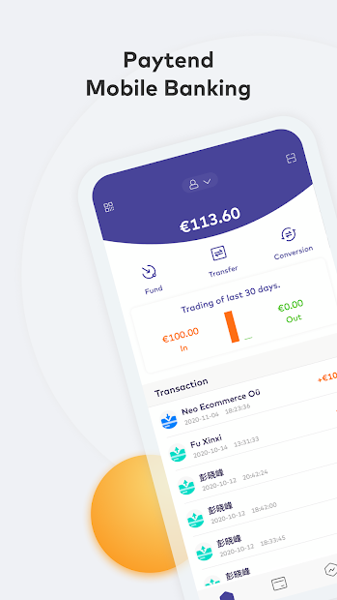 Paytend
Mobile Banking
€113.60
Fund
Transfer
Conversion
Trading of last 30 days.
€100.00
In
€0.00
Out
Transaction
Neo Ecommerce Oü
2020-11-04 18:23:36
+€10
Fu Xinxi
2020-10-14 13:31:33
彭晓峰
2020-10-12 20:42:24
彭晓峰
2020-10-12 18:42:00
彭晓峰
2020-10-12 18:33:45
彭晓峰